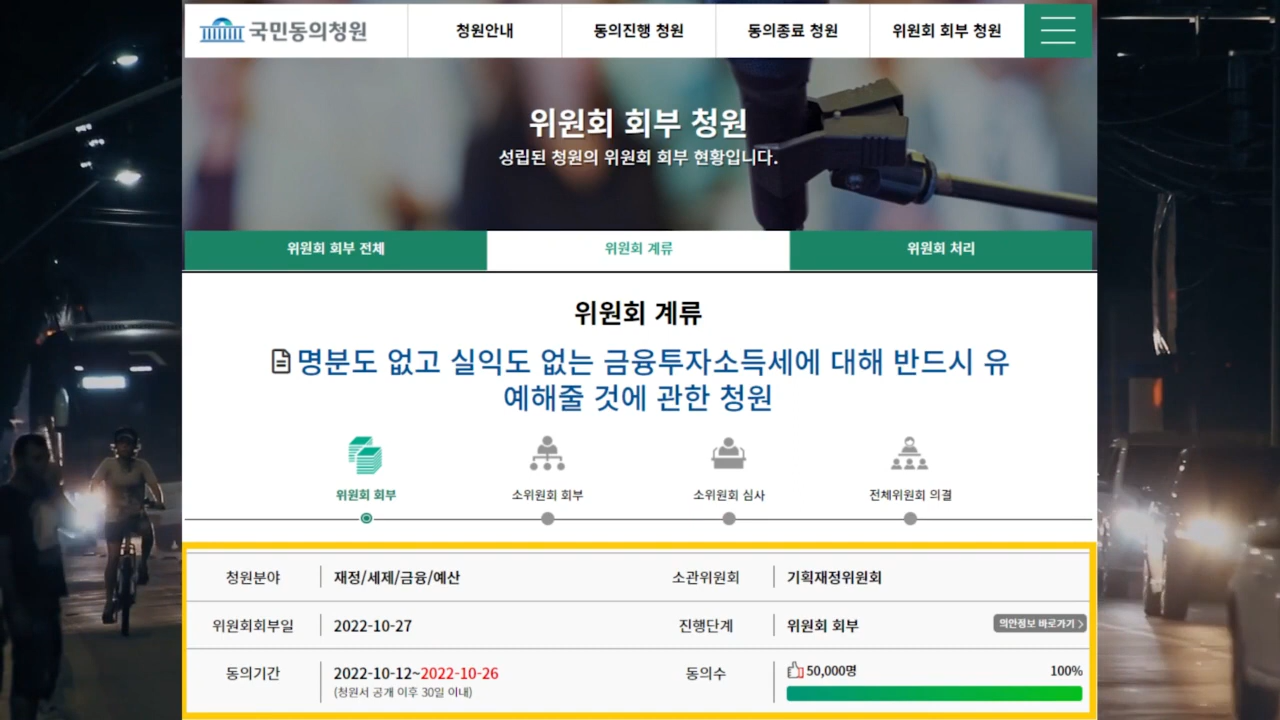 국민동의청원
청원안내
동의진행 청원
동의종료 청원
위원회 회부 청원
위원회 회부 청원
성립된 청원의 위원회 회부 현황입니다.
위원회 회부 전체
위원회 계류
위원회 처리
위원회 계류
명분도 없고 실익도 없는 금융투자소득세에 대해 반드시 유
예해줄 것에 관한 청원
위원회 회부
소위원회 회부
소위원회 심사
전체위원회 의결
청원분야 재정/세제/금융/예산
소관위원회 기획재정위원회
위원회회부일 2022-10-27
진행단계 위원회 회부
의안정보 바로가기 >
동의기간 2022-10-12~2022-10-26
(청원서 공개 이후 30일 이내)
동의수 50,000명 100%